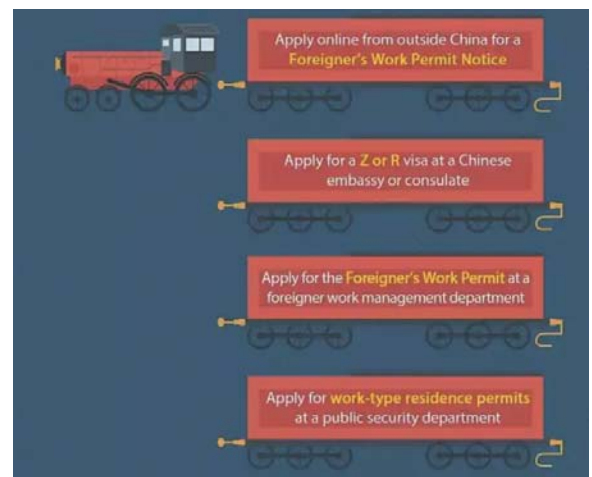 Apply online from outside China for a
Foreigner's Work Permit Notice
Apply for a Z or R visa at a Chinese
embassy or consulate
Apply for the Foreigner's Work Permit at a
foreigner work management department
Apply for work-type residence permits
at a public security department